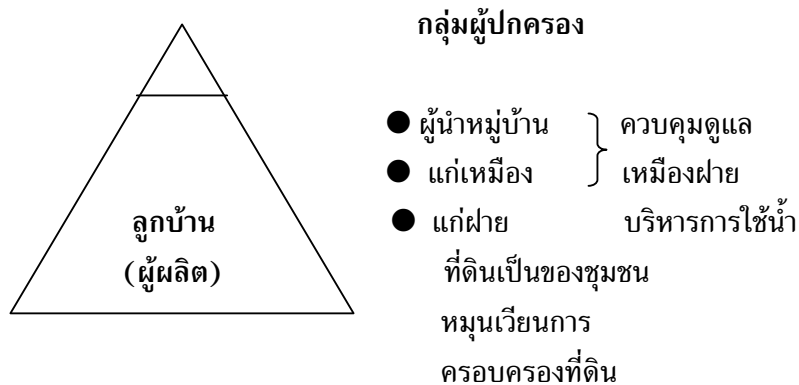 กลุ่มผู้ปกครอง
● ผู้นำหมู่บ้าน ควบคุมดูแล
● แก่เหมือง เหมืองฝาย
● แก่ฝาย บริหารการใช้น้ำ
ที่ดินเป็นของชุมชน
หมุนเวียนการ
ครอบครองที่ดิน
ลูกบ้าน
(ผู้ผลิต)